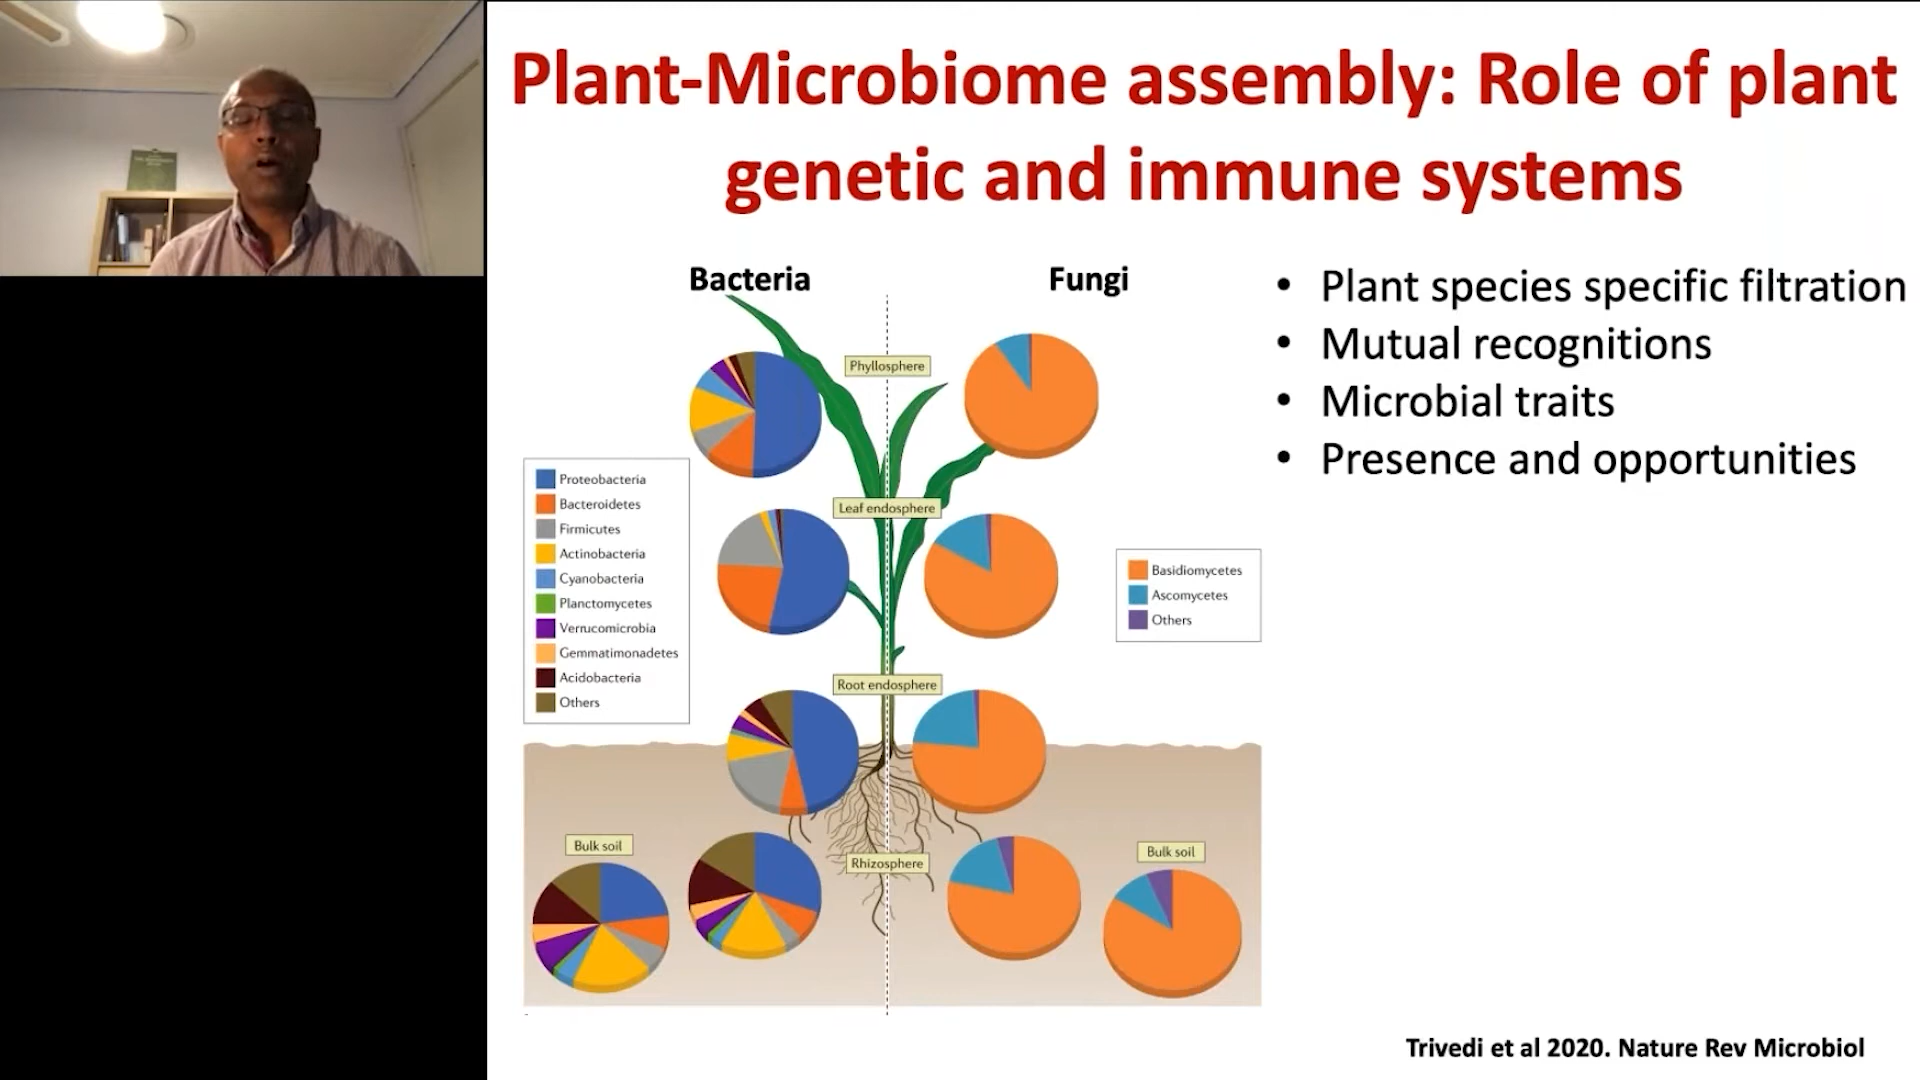 Plant-Microbiome assembly: Role of plant
genetic and immune systems
Bacteria
Fungi
Phyllosphere
Leaf endosphere
Root endosphere
Rhizosphere
Bulk soil
Bulk soil
Proteobacteria
Bacteroidetes
Firmicutes
Actinobacteria
Cyanobacteria
Planctomycetes
Verrucomicrobia
Gemmatimonadetes
Acidobacteria
Others
Basidiomycetes
Ascomycetes
Others
• Plant species specific filtration
• Mutual recognitions
• Microbial traits
• Presence and opportunities
Trivedi et al 2020. Nature Rev Microbiol